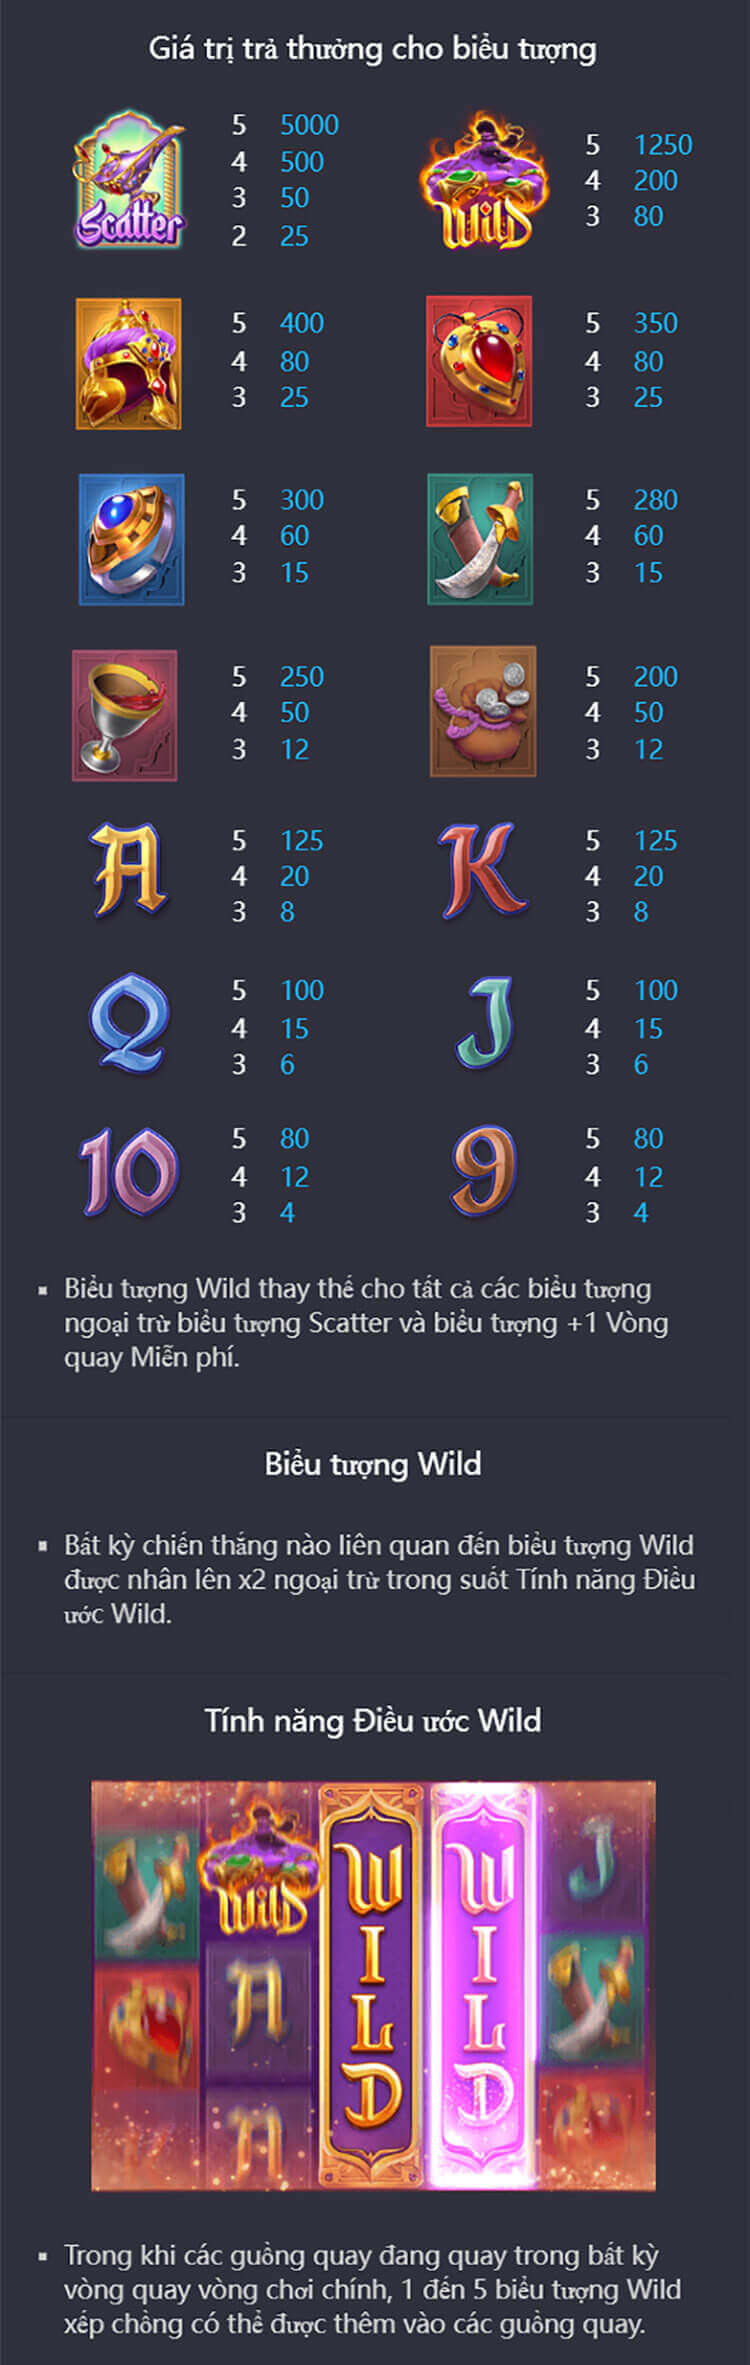 Giá trị trả thưởng cho biểu tượng
Scatter
5 5000
4 500
3 50
2 25
Wild
5 1250
4 200
3 80
5 400
4 80
3 25
5 350
4 80
3 25
5 300
4 60
3 15
5 280
4 60
3 15
5 250
4 50
3 12
5 200
4 50
3 12
A
5 125
4 20
3 8
K
5 125
4 20
3 8
Q
5 100
4 15
3 6
J
5 100
4 15
3 6
10
5 80
4 12
3 4
9
5 80
4 12
3 4
Biểu tượng Wild thay thế cho tất cả các biểu tượng
ngoại trừ biểu tượng Scatter và biểu tượng +1 Vòng
quay Miễn phí.
Biểu tượng Wild
Bất kỳ chiến thắng nào liên quan đến biểu tượng Wild
được nhân lên x2 ngoại trừ trong suốt Tính năng Điều
ước Wild.
Tính năng Điều ước Wild
Wild
A
A
WILD
WILD
J
Trong khi các guồng quay đang quay trong bất kỳ
vòng quay vòng chơi chính, 1 đến 5 biểu tượng Wild
xếp chồng có thể được thêm vào các guồng quay.